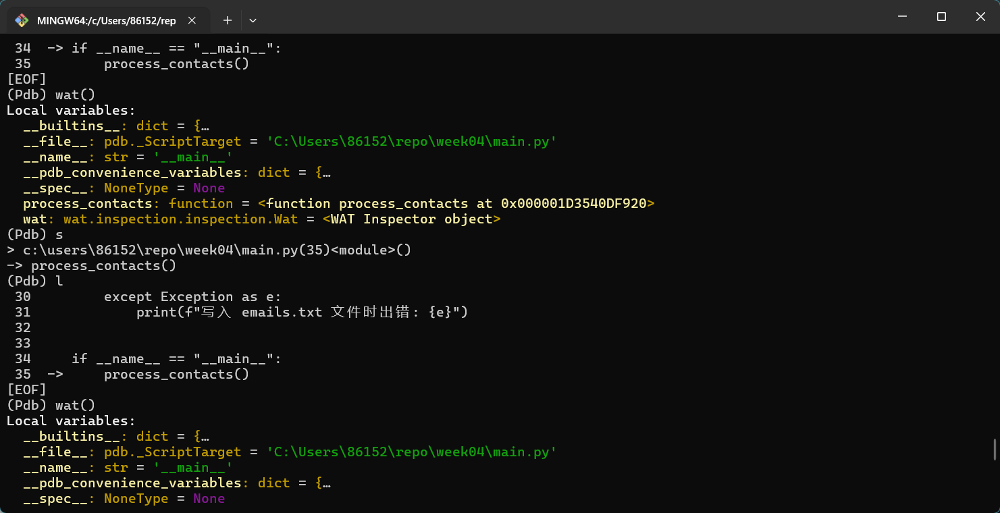 MINGW64:/c/Users/86152/rep
34  -> if __name__ == "__main__":
35         process_contacts()
[EOF]
(Pdb) wat()
Local variables:
  __builtins__: dict = {…
  __file__: pdb._ScriptTarget = 'C:\Users\86152\repo\week04\main.py'
  __name__: str = '__main__'
  __pdb_convenience_variables: dict = {…
  __spec__: NoneType = None
  process_contacts: function = <function process_contacts at 0x000001D3540DF920>
  wat: wat.inspection.inspection.Wat = <WAT Inspector object>
(Pdb) s
> c:\users\86152\repo\week04\main.py(35)<module>()
-> process_contacts()
(Pdb) l
30         except Exception as e:
31             print(f"写入 emails.txt 文件时出错: {e}")
32
33
34     if __name__ == "__main__":
35  ->     process_contacts()
[EOF]
(Pdb) wat()
Local variables:
  __builtins__: dict = {…
  __file__: pdb._ScriptTarget = 'C:\Users\86152\repo\week04\main.py'
  __name__: str = '__main__'
  __pdb_convenience_variables: dict = {…
  __spec__: NoneType = None